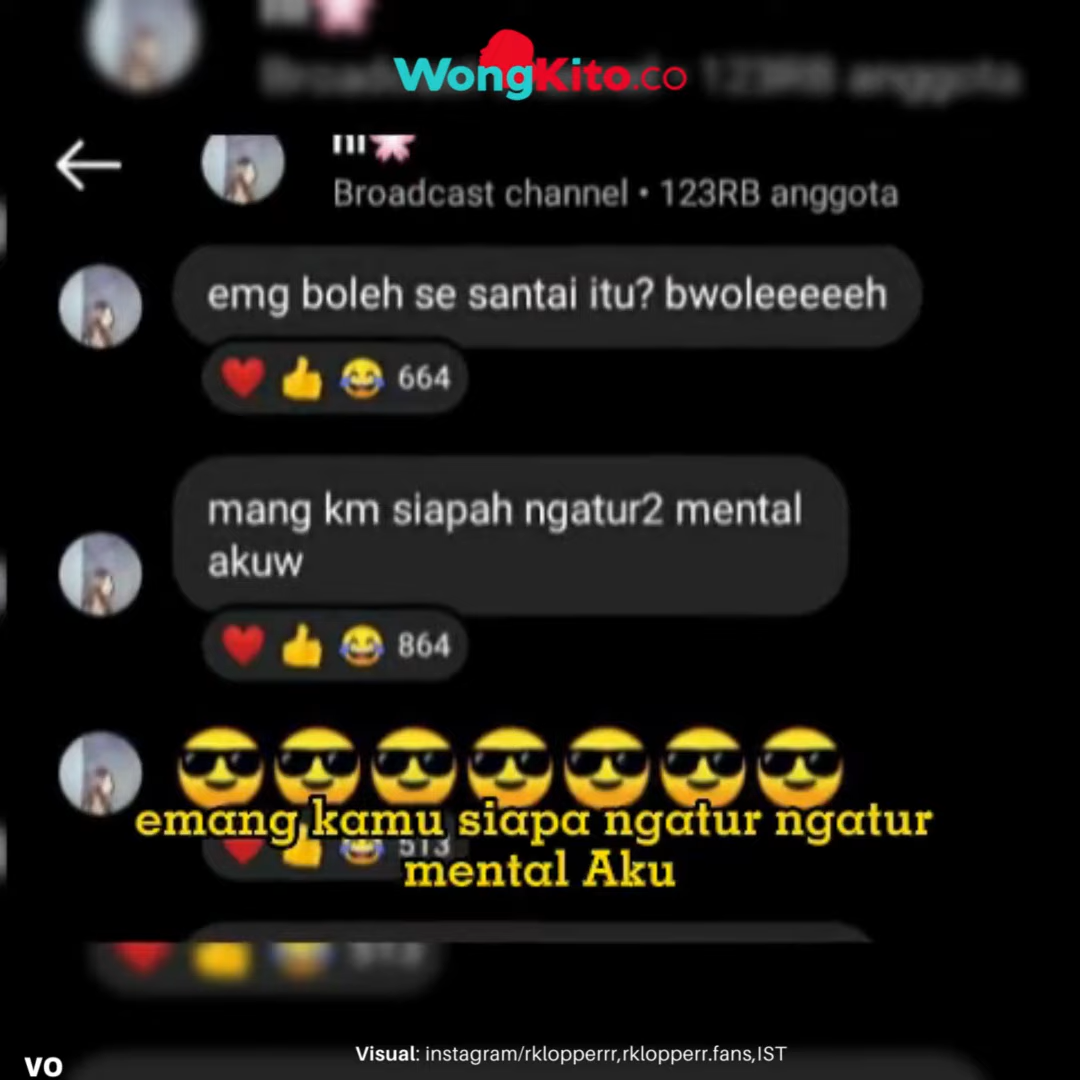 WongKito.co
Broadcast channel • 123RB anggota
emg boleh se santai itu? bwoleeeeeh
664
mang km siapah ngatur2 mental
akuw
864
emang kamu siapa ngatur ngatur
513
mental Aku
Visual: instagram/rklopperrr,rklopperr.fans,IST
VO